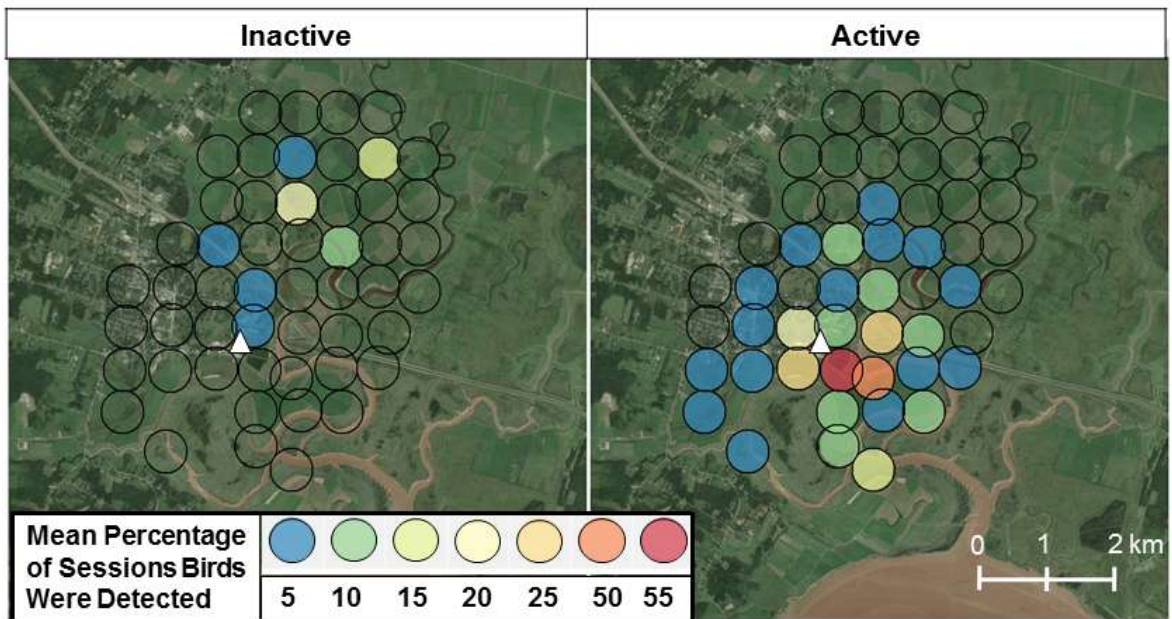 Inactive
Active
Mean Percentage
of Sessions Birds
Were Detected
5 10 15 20 25 50 55
0 1 2 km